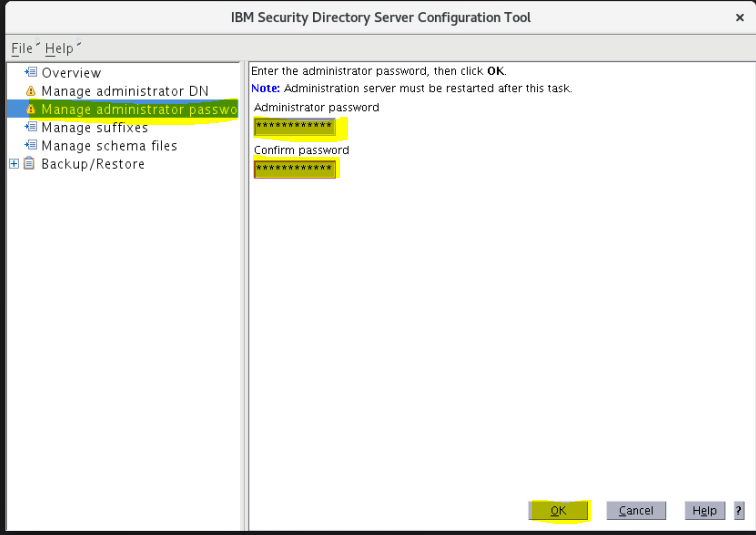 IBM Security Directory Server Configuration Tool
File Help
Overview
Manage administrator DN
Manage administrator passwo
Manage suffixes
Manage schema files
Backup/Restore
Enter the administrator password, then click OK.
Note: Administration server must be restarted after this task.
Administrator password
************
Confirm password
************
OK Cancel Help ?